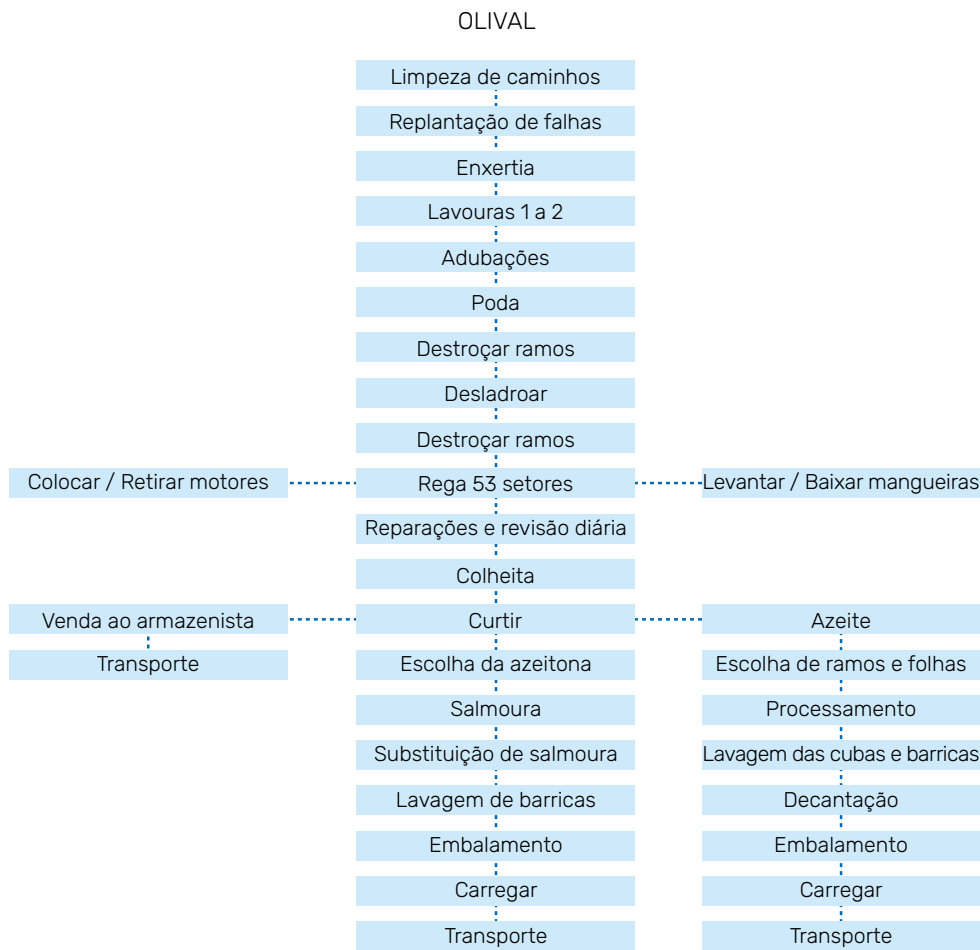 OLIVAL
Limpeza de caminhos
Replantação de falhas
Enxertia
Lavouras 1 a 2
Adubações
Poda
Destroçar ramos
Desladroar
Destroçar ramos
Colocar / Retirar motores
Rega 53 setores
Levantar / Baixar mangueiras
Reparações e revisão diária
Colheita
Venda ao armazenista
Curtir
Azeite
Transporte
Escolha da azeitona
Escolha de ramos e folhas
Salmoura
Processamento
Substituição de salmoura
Lavagem das cubas e barricas
Lavagem de barricas
Decantação
Embalamento
Embalamento
Carregar
Carregar
Transporte
Transporte